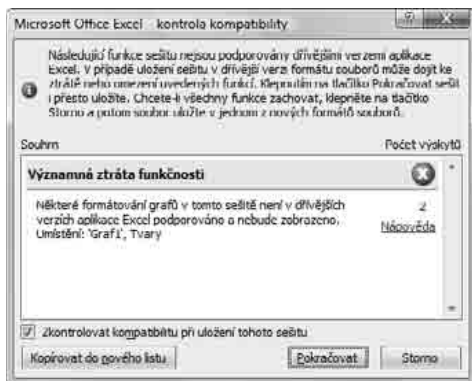 Microsoft Office Excel - kontrola kompatibility
Následující funkce sešitu nejsou podporovány dřívějšími verzemi aplikace
Excel. V případě uložení sešitu v dřívější verzi formátu souborů může dojít ke
ztrátě nebo omezení uvedených funkcí. Klepnutím na tlačítko Pokračovat sešit
i přesto uložíte. Chcete-li všechny funkce zachovat, klepněte na tlačítko
Storno a potom soubor uložte v jednom z nových formátů souborů.
Souhrn
Počet výskytů
Významná ztráta funkčnosti
Některé formátování grafů v tomto sešitě není v dřívějších
2
verzích aplikace Excel podporováno a nebude zobrazeno.
Nápověda
Umístění: 'Graf1', Tvary
Zkontrolovat kompatibilitu při uložení tohoto sešitu
Kopírovat do nového listu
Pokračovat
Storno